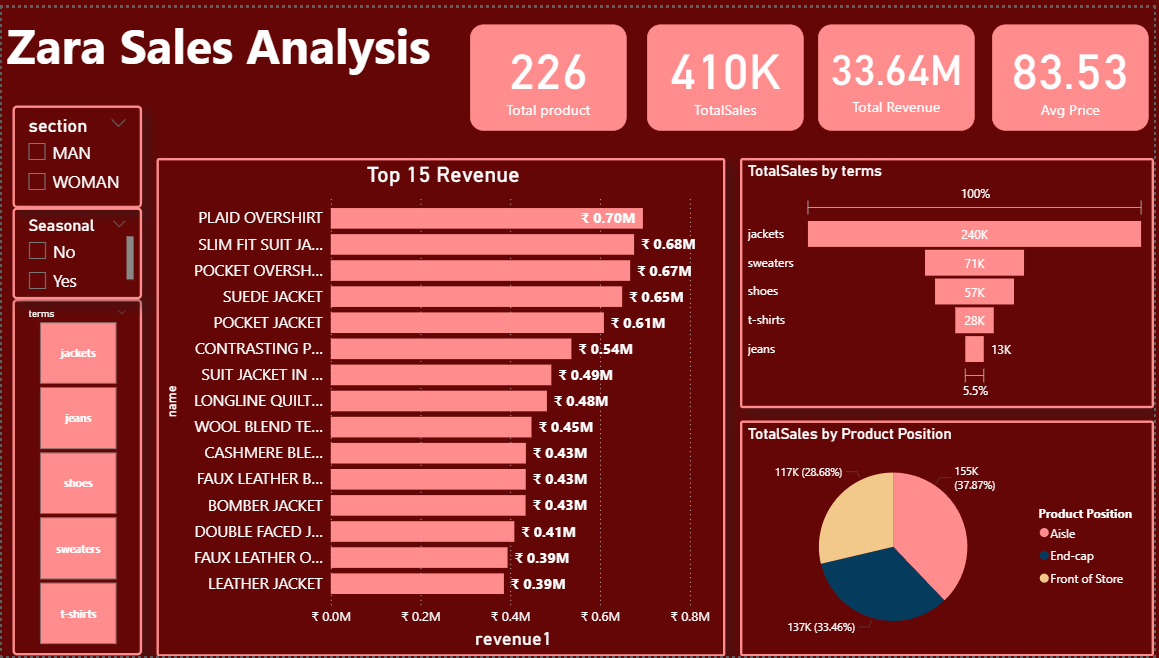 Zara Sales Analysis
226
Total product
410K
TotalSales
33.64M
Total Revenue
83.53
Avg Price
section
MAN
WOMAN
Seasonal
No
Yes
terms
jackets
jeans
shoes
sweaters
t-shirts
Top 15 Revenue
name
PLAID OVERSHIRT ₹ 0.70M
SLIM FIT SUIT JA... ₹ 0.68M
POCKET OVERSH... ₹ 0.67M
SUEDE JACKET ₹ 0.65M
POCKET JACKET ₹ 0.61M
CONTRASTING P... ₹ 0.54M
SUIT JACKET IN ... ₹ 0.49M
LONGLINE QUILT... ₹ 0.48M
WOOL BLEND TE... ₹ 0.45M
CASHMERE BLE... ₹ 0.43M
FAUX LEATHER B... ₹ 0.43M
BOMBER JACKET ₹ 0.43M
DOUBLE FACED J... ₹ 0.41M
FAUX LEATHER O... ₹ 0.39M
LEATHER JACKET ₹ 0.39M
₹ 0.0M ₹ 0.2M ₹ 0.4M ₹ 0.6M ₹ 0.8M
revenue1
TotalSales by terms
100%
jackets 240K
sweaters 71K
shoes 57K
t-shirts 28K
jeans 13K
5.5%
TotalSales by Product Position
117K (28.68%)
155K
(37.87%)
137K (33.46%)
Product Position
Aisle
End-cap
Front of Store